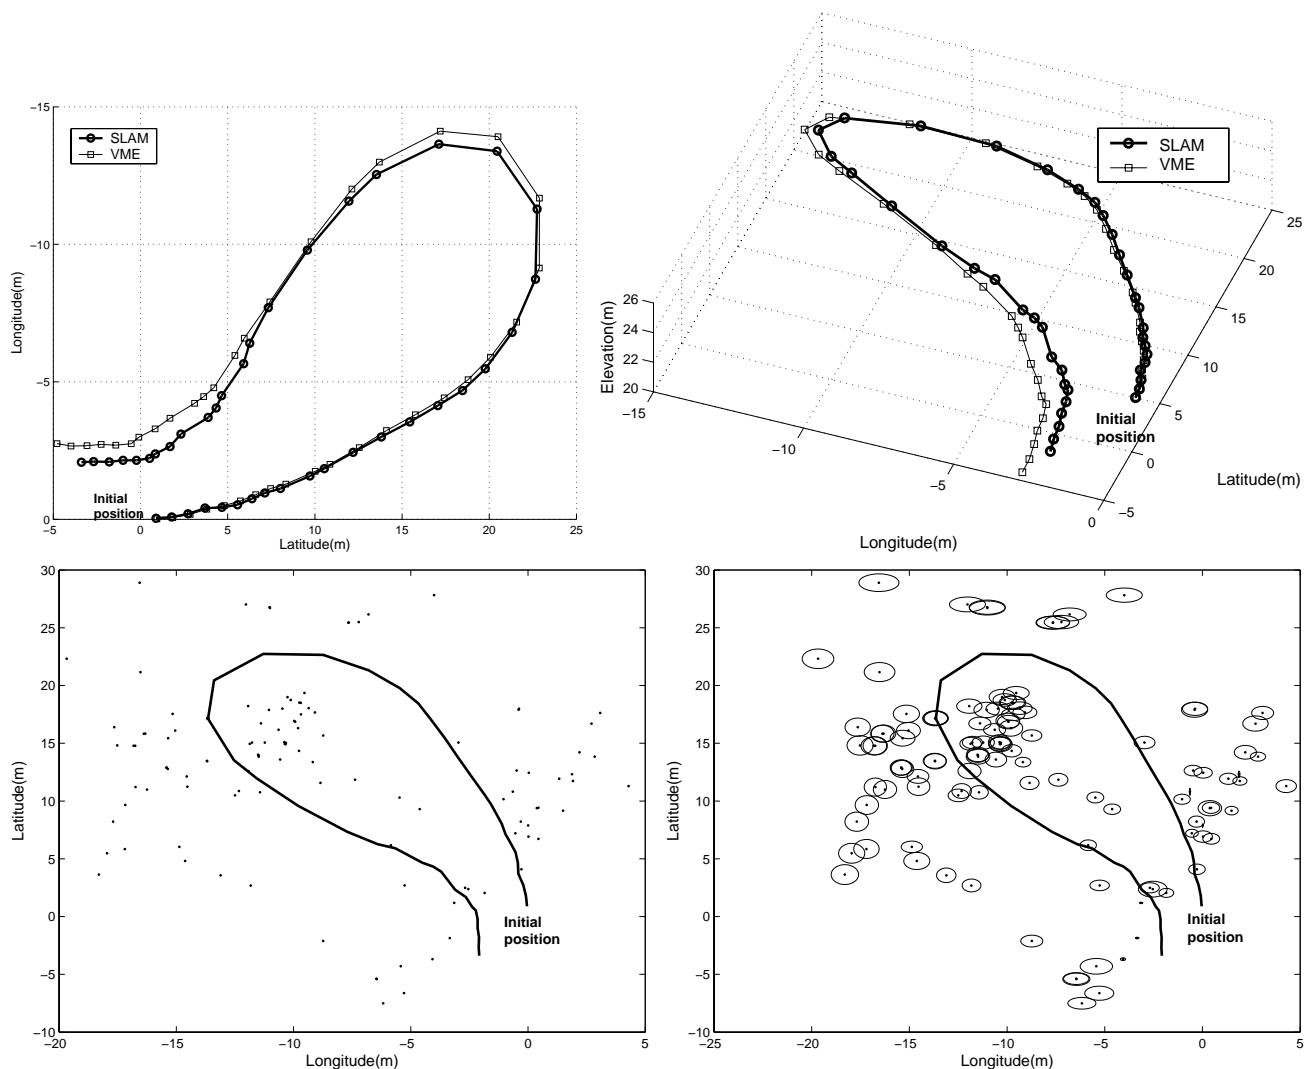 −15
−10
−5
0
Longitude(m)
SLAM
VME
Initial
position
−5
0
5
10
15
20
25
Latitude(m)
SLAM
VME
26
24
22
20
Elevation(m)
−15
−10
−5
0
Longitude(m)
25
20
15
10
5
0
−5
Latitude(m)
Initial
position
30
25
20
15
10
5
0
−5
−10
Latitude(m)
Initial
position
−20
−15
−10
−5
0
5
Longitude(m)
30
25
20
15
10
5
0
−5
−10
Latitude(m)
Initial
position
−25
−20
−15
−10
−5
0
5
Longitude(m)